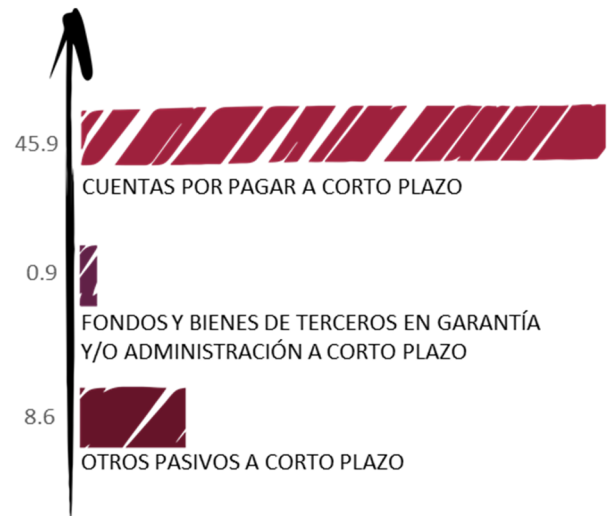 45.9
CUENTAS POR PAGAR A CORTO PLAZO
0.9
FONDOS Y BIENES DE TERCEROS EN GARANTÍA
Y/O ADMINISTRACIÓN A CORTO PLAZO
8.6
OTROS PASIVOS A CORTO PLAZO